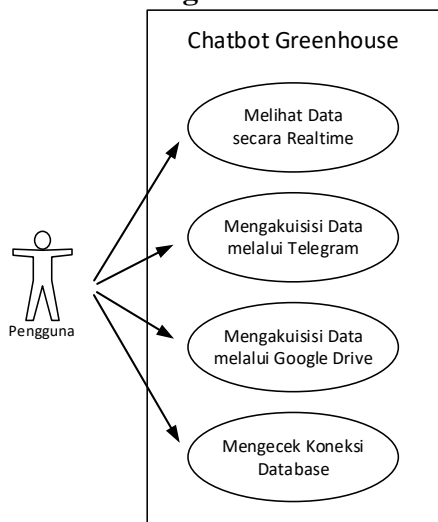 Chatbot Greenhouse
Melihat Data
secara Realtime
Mengakuisisi Data
melalui Telegram
Pengguna
Mengakuisisi Data
melalui Google Drive
Mengecek Koneksi
Database